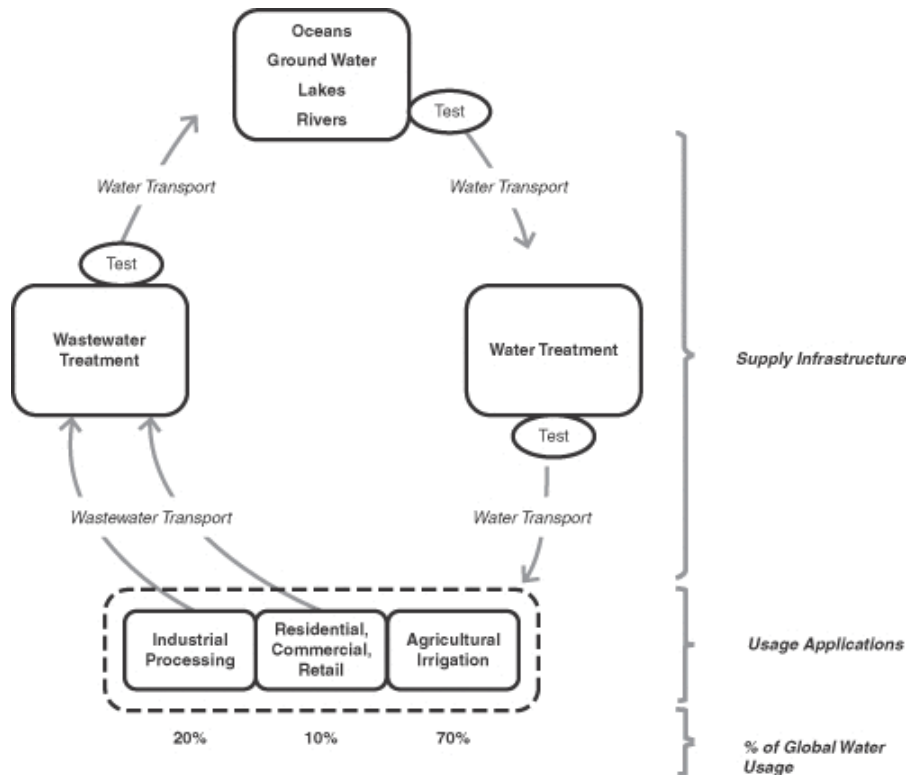 Oceans
Ground Water
Lakes
Rivers
Test
Water Transport
Water Transport
Test
Wastewater
Treatment
Water Treatment
Supply Infrastructure
Test
Wastewater Transport
Water Transport
Industrial
Processing
Residential,
Commercial,
Retail
Agricultural
Irrigation
Usage Applications
20%
10%
70%
% of Global Water
Usage